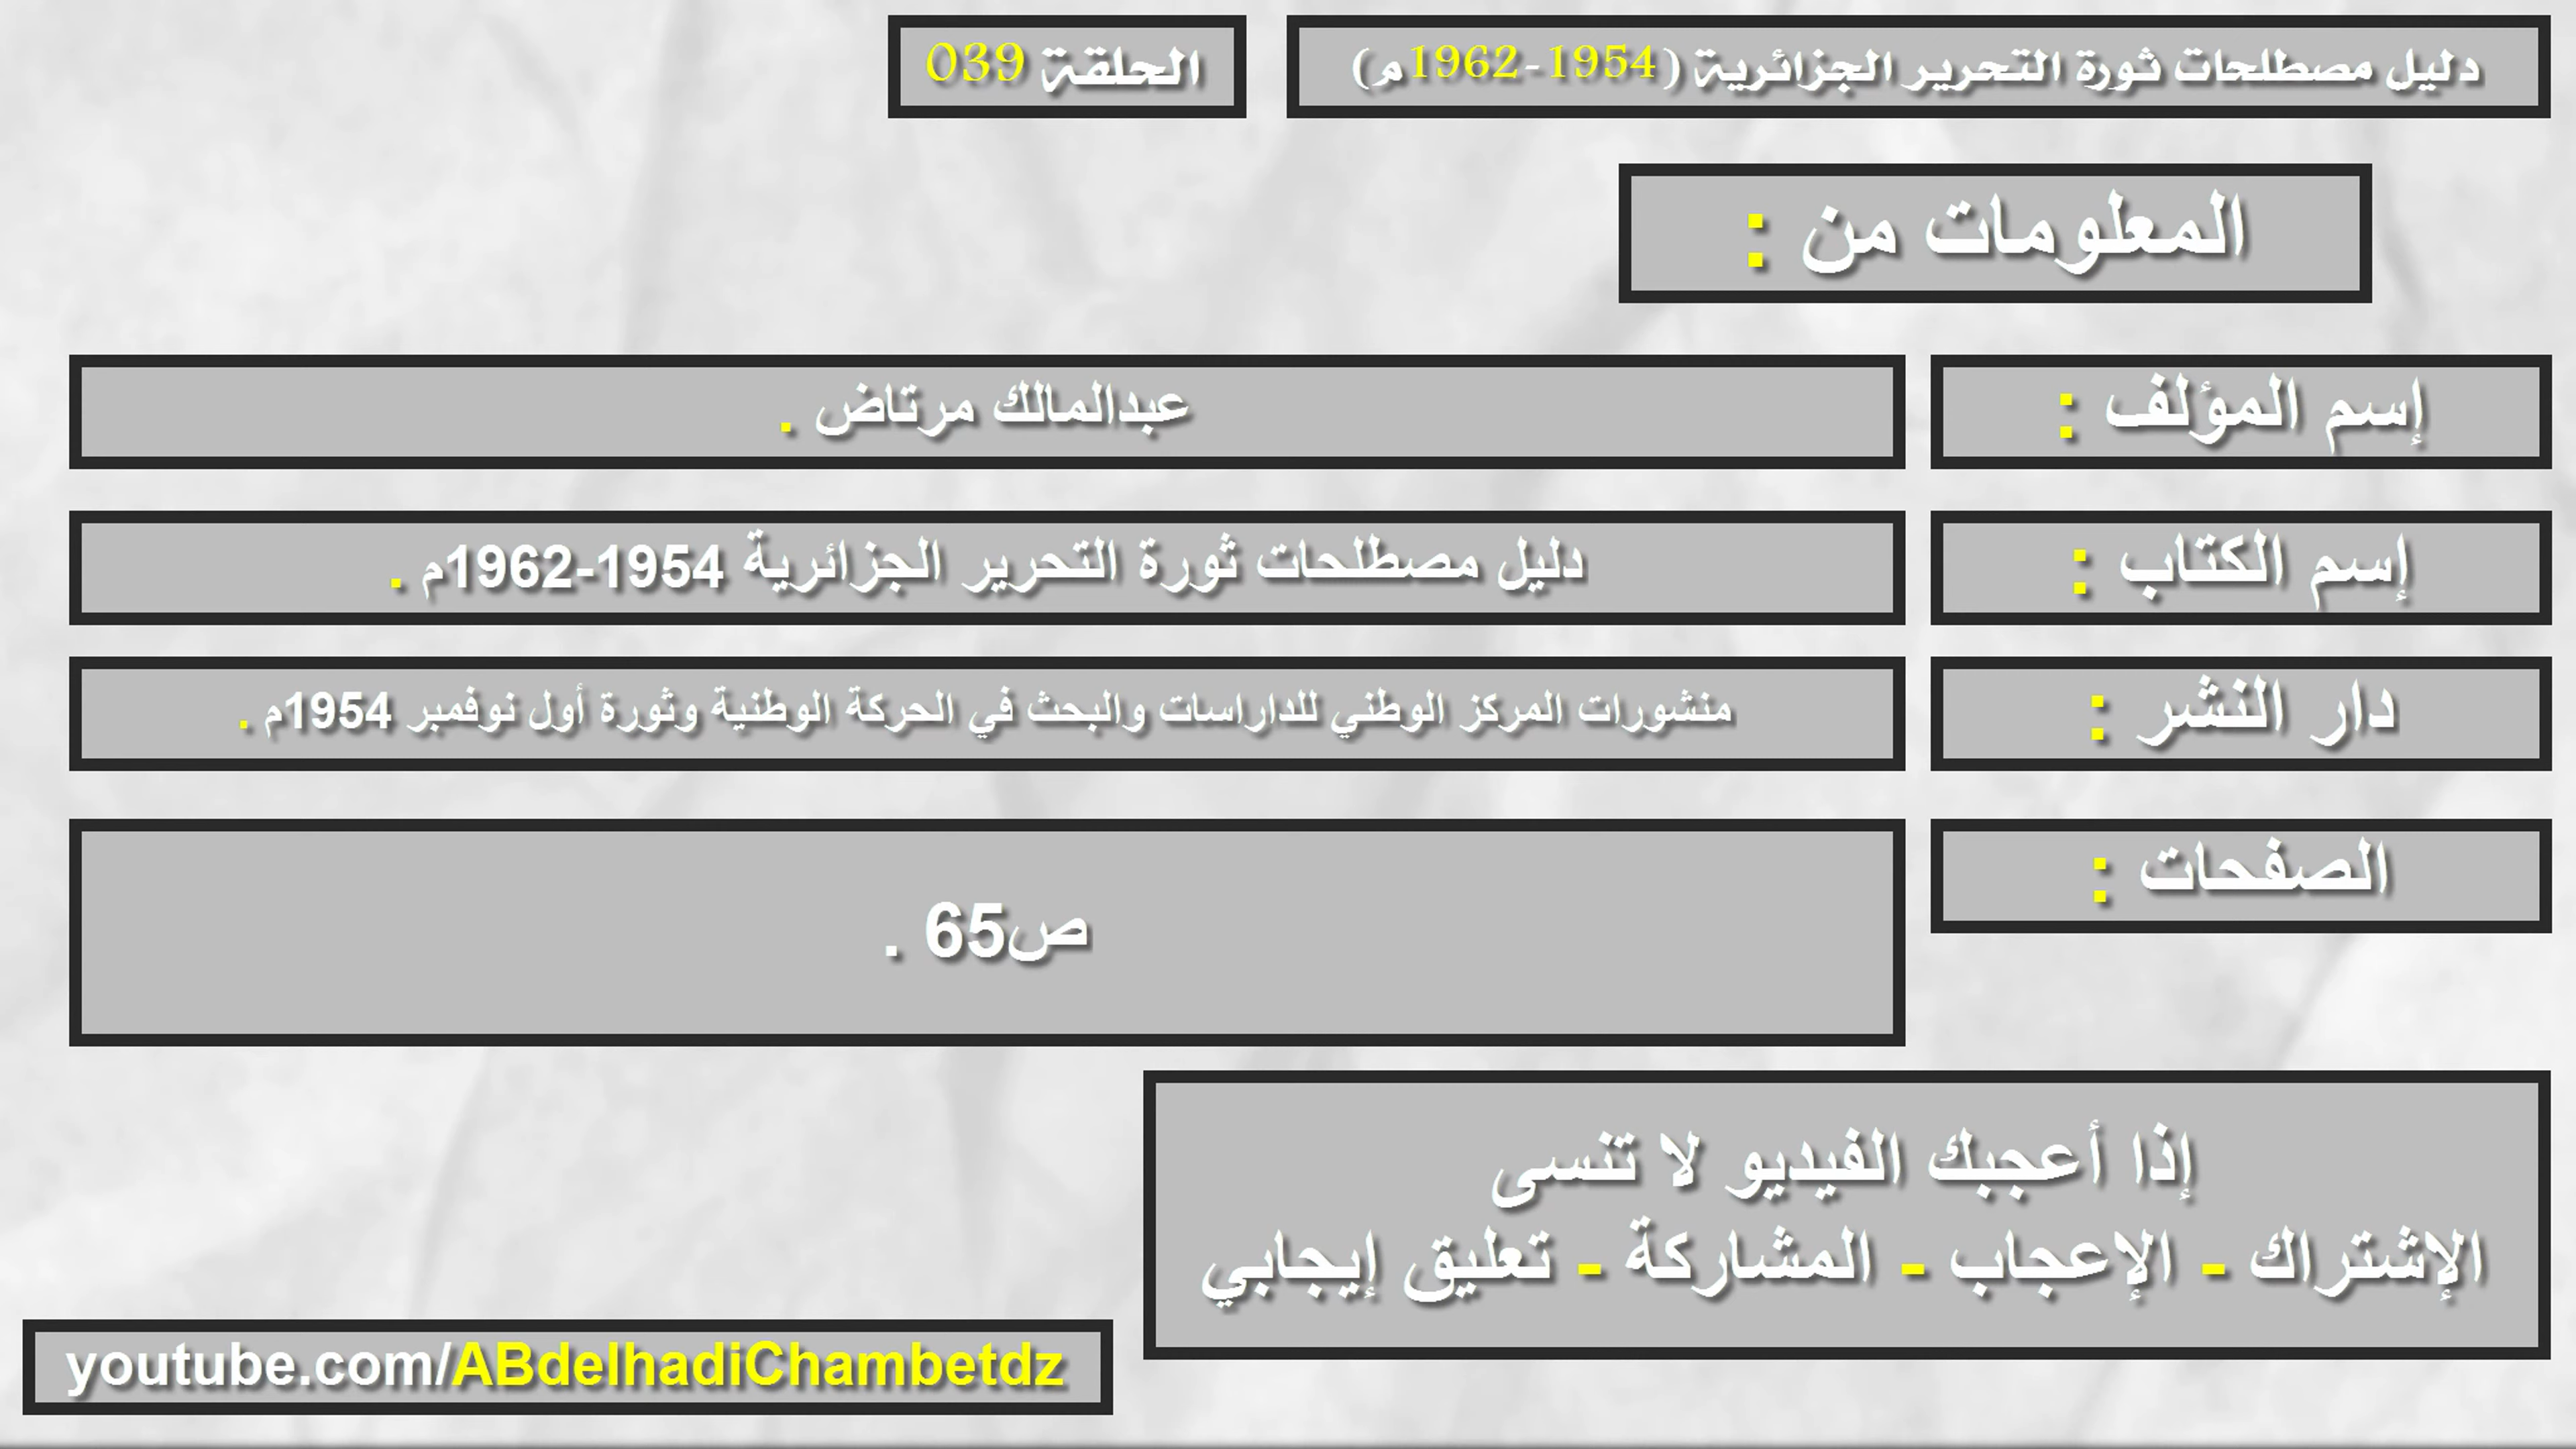 دليل مصطلحات ثورة التحرير الجزائرية (1954-1962م)
الحلقة 039
المعلومات من :
إسم المؤلف :
عبدالمالك مرتاض .
إسم الكتاب :
دليل مصطلحات ثورة التحرير الجزائرية 1954-1962م .
دار النشر :
منشورات المركز الوطني للداراسات والبحث في الحركة الوطنية وثورة أول نوفمبر 1954م .
الصفحات :
ص65 .
إذا أعجبك الفيديو لا تنسى
الإشتراك - الإعجاب - المشاركة - تعليق إيجابي
youtube.com/ABdelhadiChambetdz